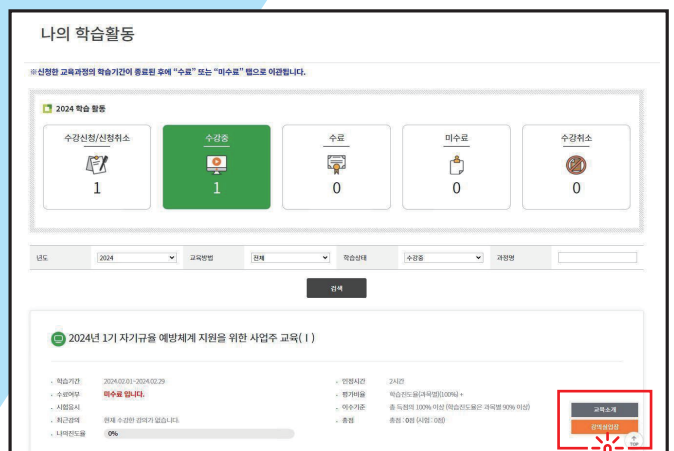 나의 학습활동
※신청한 교육과정의 학습기간이 종료된 후에 “수료” 또는 “미수료” 탭으로 이관됩니다.
2024 학습 활동
수강신청/신청취소 수강중 수료 미수료 수강취소
1 1 0 0 0
년도 2024 교육방법 전체 학습상태 수강중 과정명
검색
2024년 1기 자기규율 예방체계 지원을 위한 사업주 교육(Ⅰ)
학습기간 2024.02.01~2024.02.29 인정시간 2시간
수료여부 미수료 입니다. 평가비율 학습진도율(과목별)(100%) +
시험응시 이수기준 총 득점의 100% 이상 (학습진도율은 과목별 90% 이상)
최근강의 현재 수강한 강의가 없습니다. 총점 총점 : 0점 (시험 : 0점)
나의진도율 0%
교육소개
강의실입장
TOP